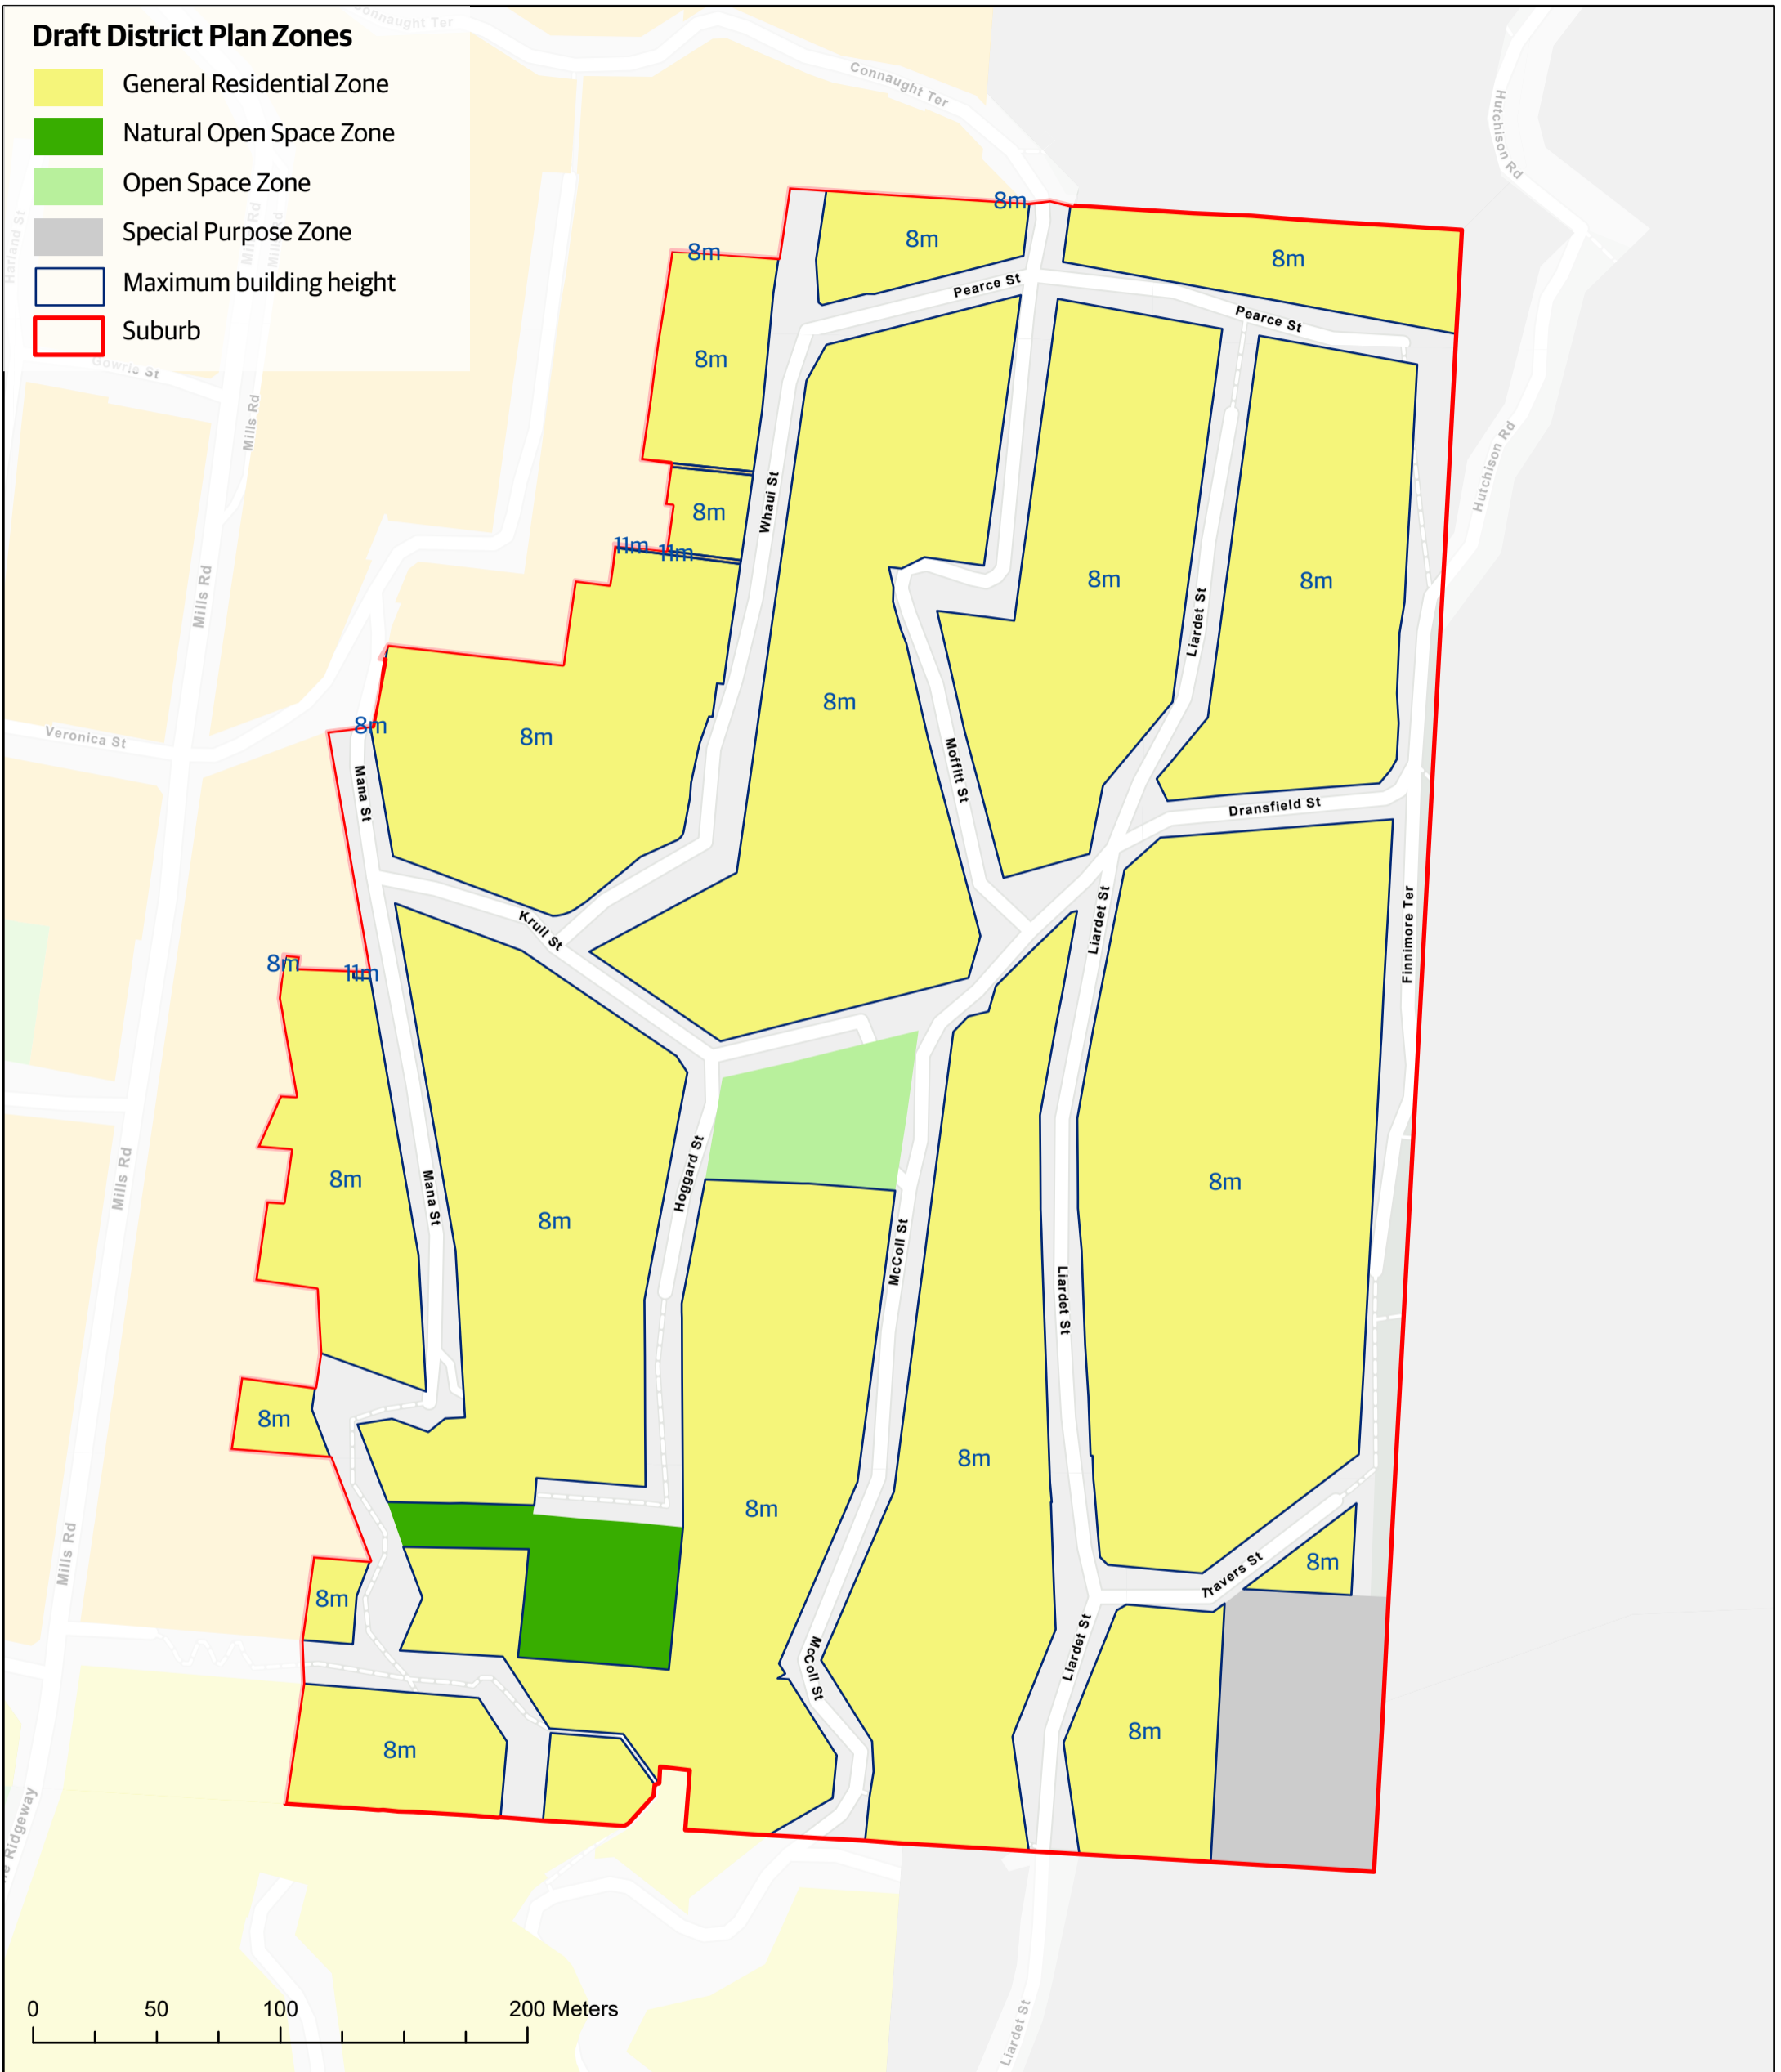 Draft District Plan Zones
General Residential Zone
Natural Open Space Zone
Open Space Zone
Special Purpose Zone
Maximum building height
Suburb
Connaught Ter
Connaught Ter
Hutchison Rd
Harland St
Mills Rd
Mills Rd
Gowrie St
Mills Rd
8m
8m
8m
8m
Pearce St
Pearce St
8m
Hutchison Rd
Whaui St
8m
11m
11m
8m
8m
Mills Rd
Liardet St
8m
8m
8m
Veronica St
Mana St
Moffitt St
Dransfield St
Krull St
Liardet St
Finnimore Ter
8m
11m
8m
Mills Rd
Mana St
Hoggard St
8m
8m
McColl St
Liardet St
8m
8m
8m
Mills Rd
8m
8m
Travers St
McColl St
Liardet St
8m
8m
Ridgeway
0
50
100
200 Meters
Liardet St